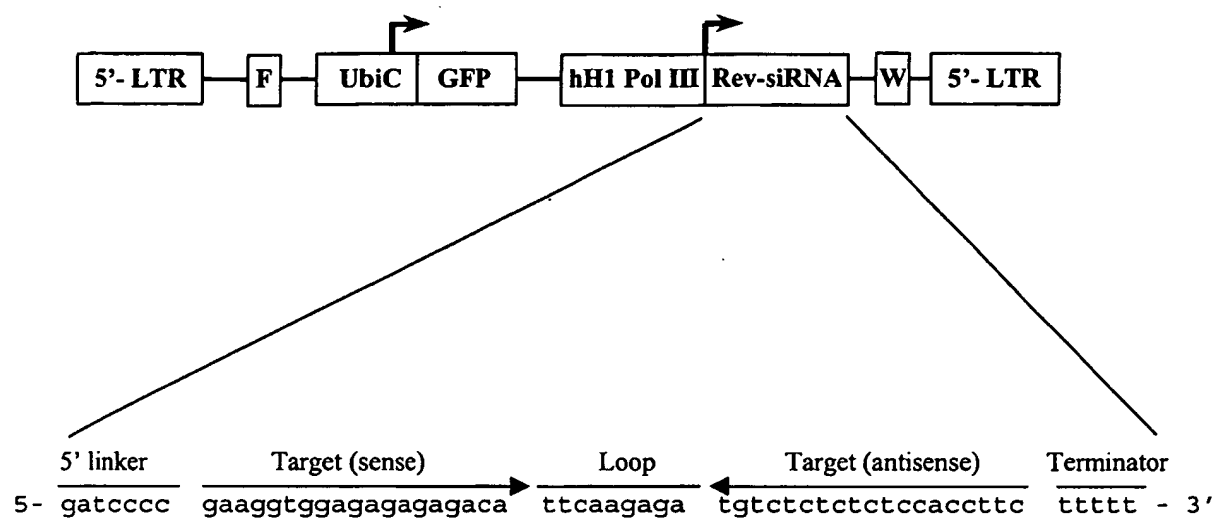 5'- LTR F UbiC GFP hH1 Pol III Rev-siRNA W 5'- LTR
5' linker Target (sense) Loop Target (antisense) Terminator
5- gatcccc gaaggtggagagagagaca ttcaagaga tgtctctctctccaccttc ttttt - 3'